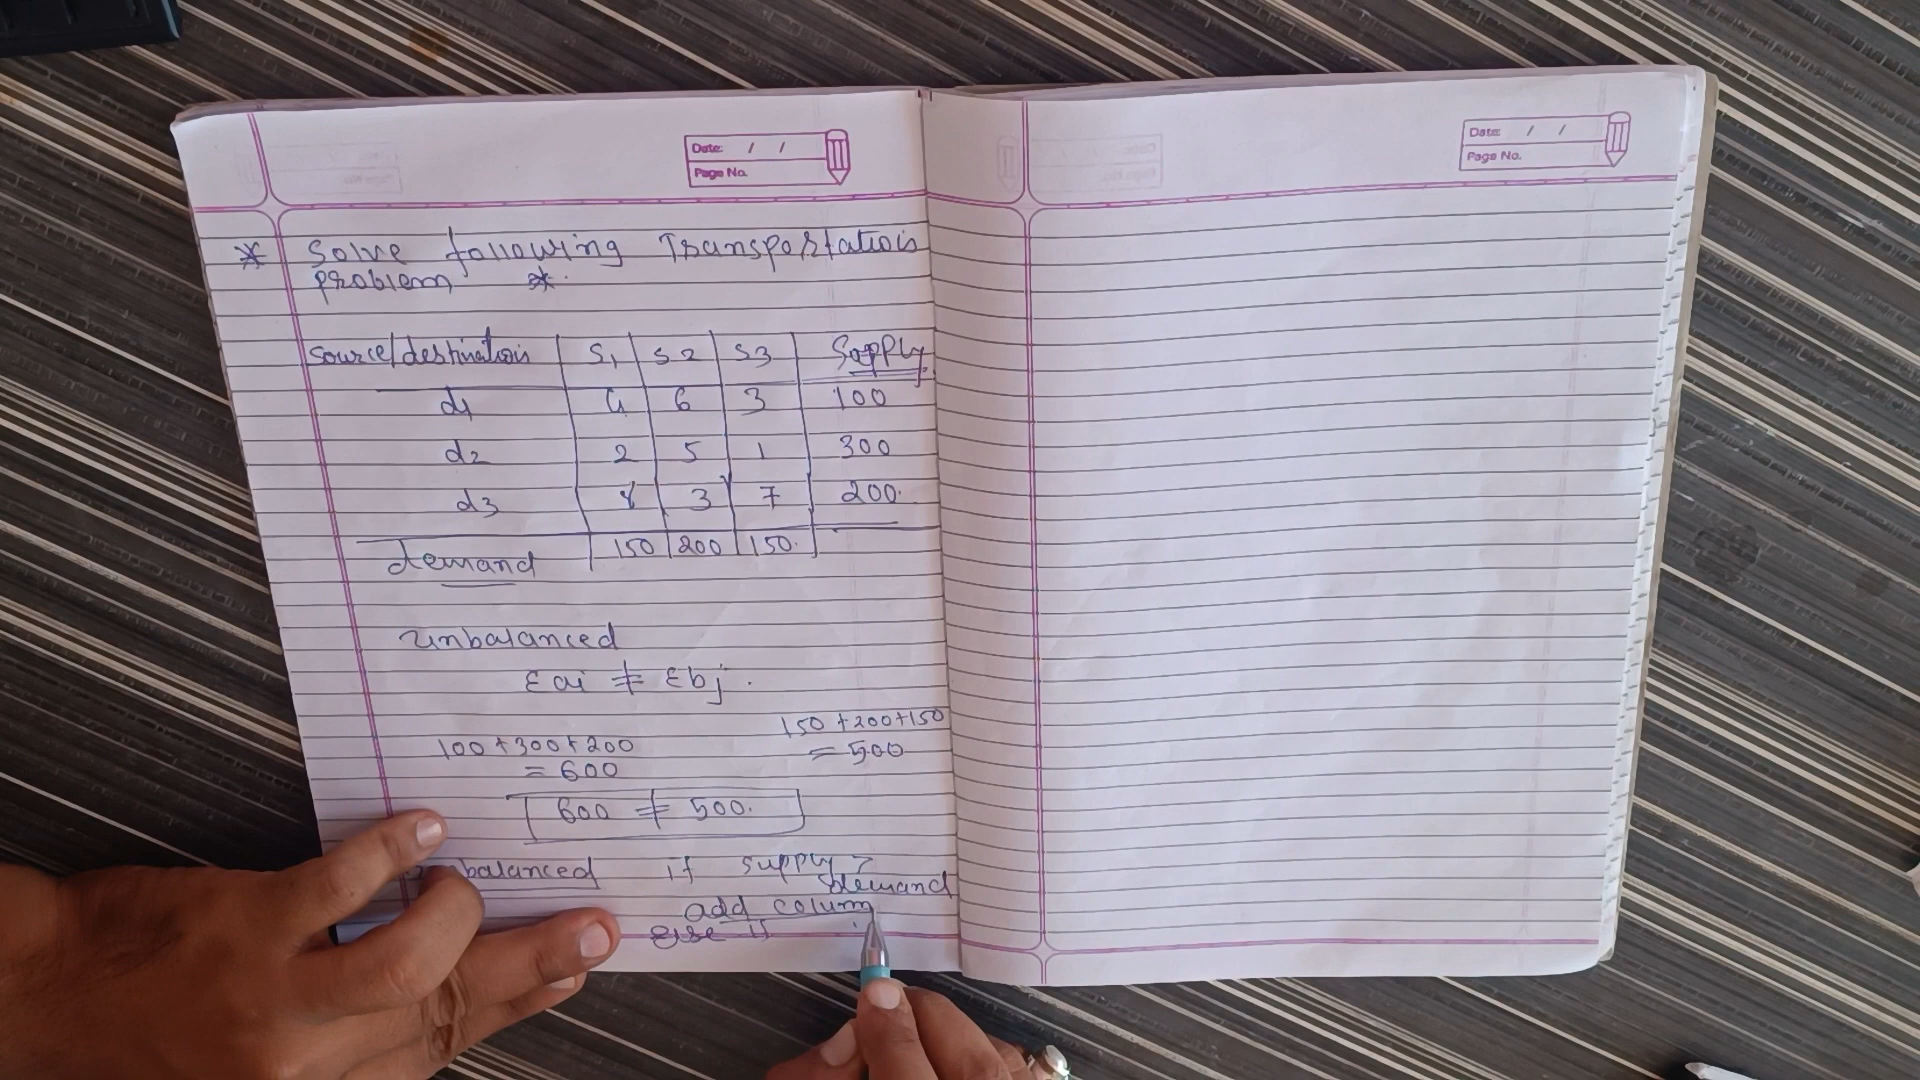 Date: / /
Page No.
Date: / /
Page No.
* Solve following Transportation
problem *.
source/destination S1 S2 S3 Supply
d1 4 6 3 100
d2 2 5 1 300
d3 8 3 7 200.
demand 150 200 150.
unbalanced
Σai ≠ Σbj.
150 +200+150
100 +300+200
= 500
= 600
600 ≠ 500.
balanced if supply >
demand
add column
else if